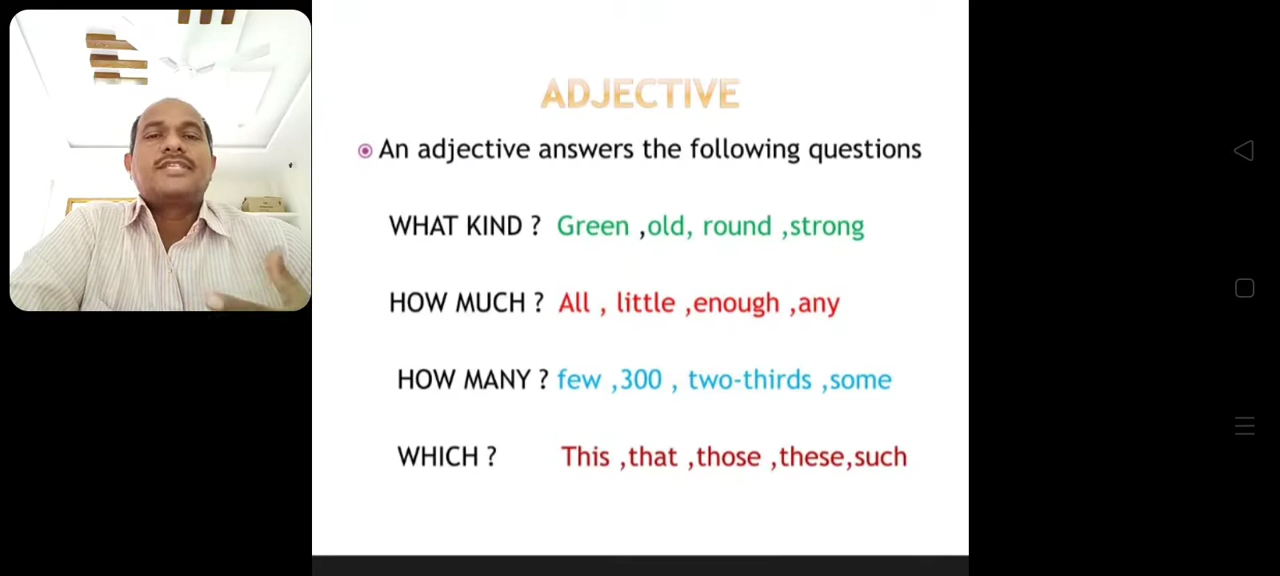 ADJECTIVE
An adjective answers the following questions
WHAT KIND ? Green ,old, round ,strong
HOW MUCH ? All , little ,enough ,any
HOW MANY ? few ,300 , two-thirds ,some
WHICH ? This ,that ,those ,these,such